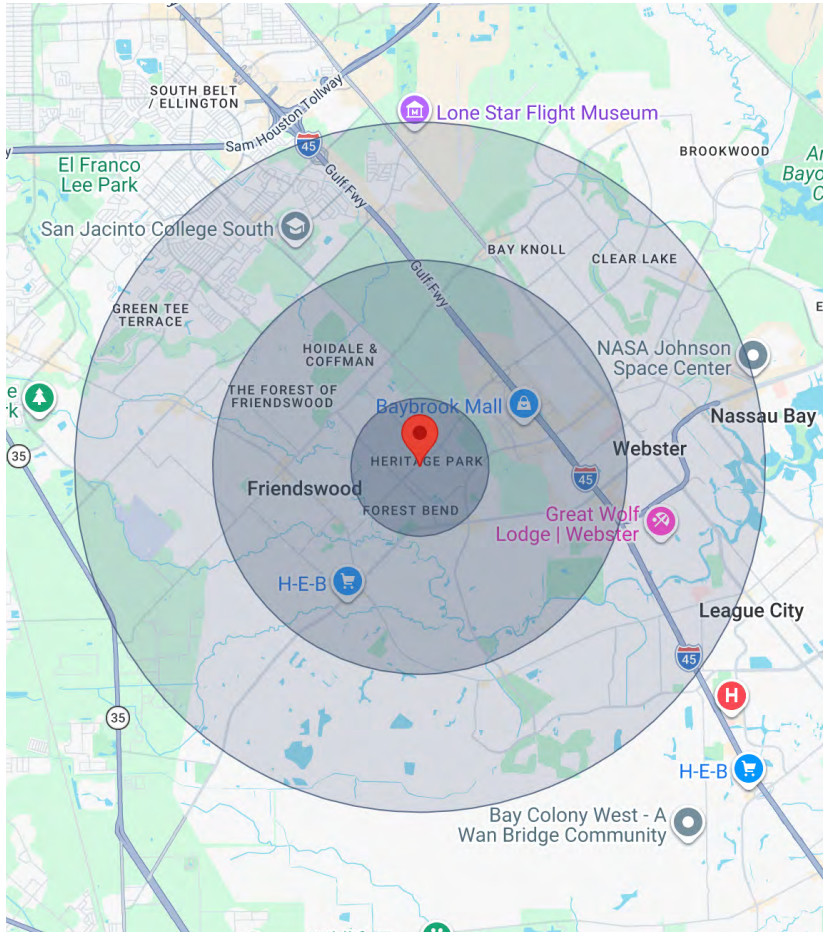 SOUTH BELT
/ ELLINGTON
Sam Houston Tollway
Lone Star Flight Museum
45
Gulf Fwy
El Franco
Lee Park
BROOKWOOD
San Jacinto College South
BAY KNOLL
CLEAR LAKE
Gulf Fwy
GREEN TEE
TERRACE
HOIDALE &
COFFMAN
NASA Johnson
Space Center
THE FOREST OF
FRIENDSWOOD
Baybrook Mall
Nassau Bay
35
HERITAGE PARK
Webster
45
Friendswood
FOREST BEND
Great Wolf
Lodge | Webster
H-E-B
League City
45
H
35
H-E-B
Bay Colony West - A
Wan Bridge Community